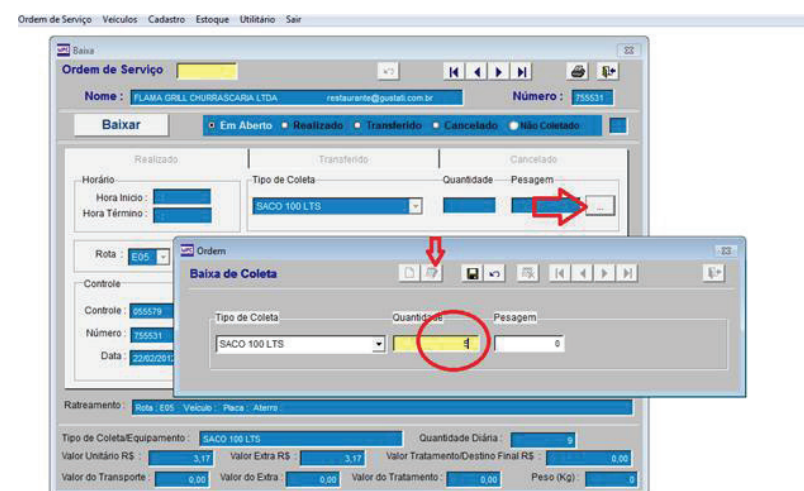 Ordem de Serviço Veículos Cadastro Estoque Utilitário Sair
Baixa
Ordem de Serviço
Nome : FLAMA GRILL CHURRASCARIA LTDA restaurante@gustati.com.br Número : 755531
Baixar Em Aberto Realizado Transferido Cancelado Não Coletado
Realizado Transferido Cancelado
Horário Tipo de Coleta Quantidade Pesagem
Hora Inicio :
SACO 100 LTS ...
Hora Término :
Rota : E05
Ordem
Baixa de Coleta
Controle
Controle : 055579
Tipo de Coleta Quantidade Pesagem
Número : 755531
SACO 100 LTS 0
Data : 22/02/201
Ratreamento : Rota : E05 Veículo : Placa : Aterro :
Tipo de Coleta/Equipamento : SACO 100 LTS Quantidade Diária : 9
Valor Unitário R$ : 3,17 Valor Extra R$ : 3,17 Valor Tratamento/Destino Final R$ : 0,00
Valor do Transporte : 0,00 Valor do Extra : 0,00 Valor do Tratamento : 0,00 Peso (Kg) : 0